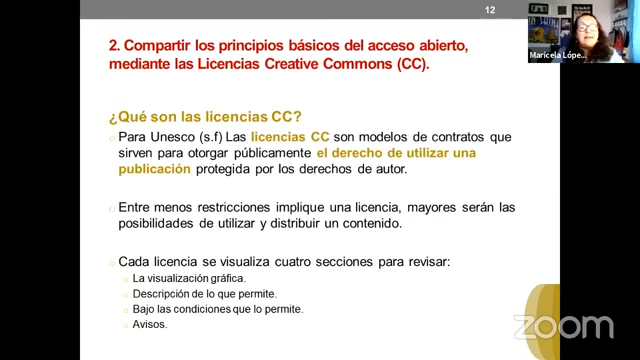 12
2. Compartir los principios básicos del acceso abierto,
mediante las Licencias Creative Commons (CC).
¿Qué son las licencias CC?
Para Unesco (s.f) Las licencias CC son modelos de contratos que
sirven para otorgar públicamente el derecho de utilizar una
publicación protegida por los derechos de autor.
Entre menos restricciones implique una licencia, mayores serán las
posibilidades de utilizar y distribuir un contenido.
Cada licencia se visualiza cuatro secciones para revisar:
La visualización gráfica.
Descripción de lo que permite.
Bajo las condiciones que lo permite.
Avisos.
Maricela Lópe...
zoom